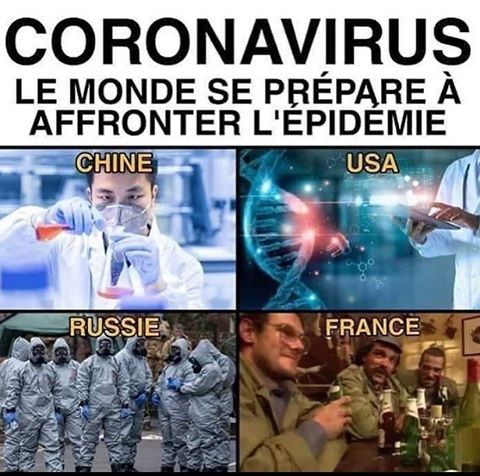 CORONAVIRUS
LE MONDE SE PRÉPARE À
AFFRONTER L'ÉPIDÉMIE
CHINE
USA
RUSSIE
FRANCE